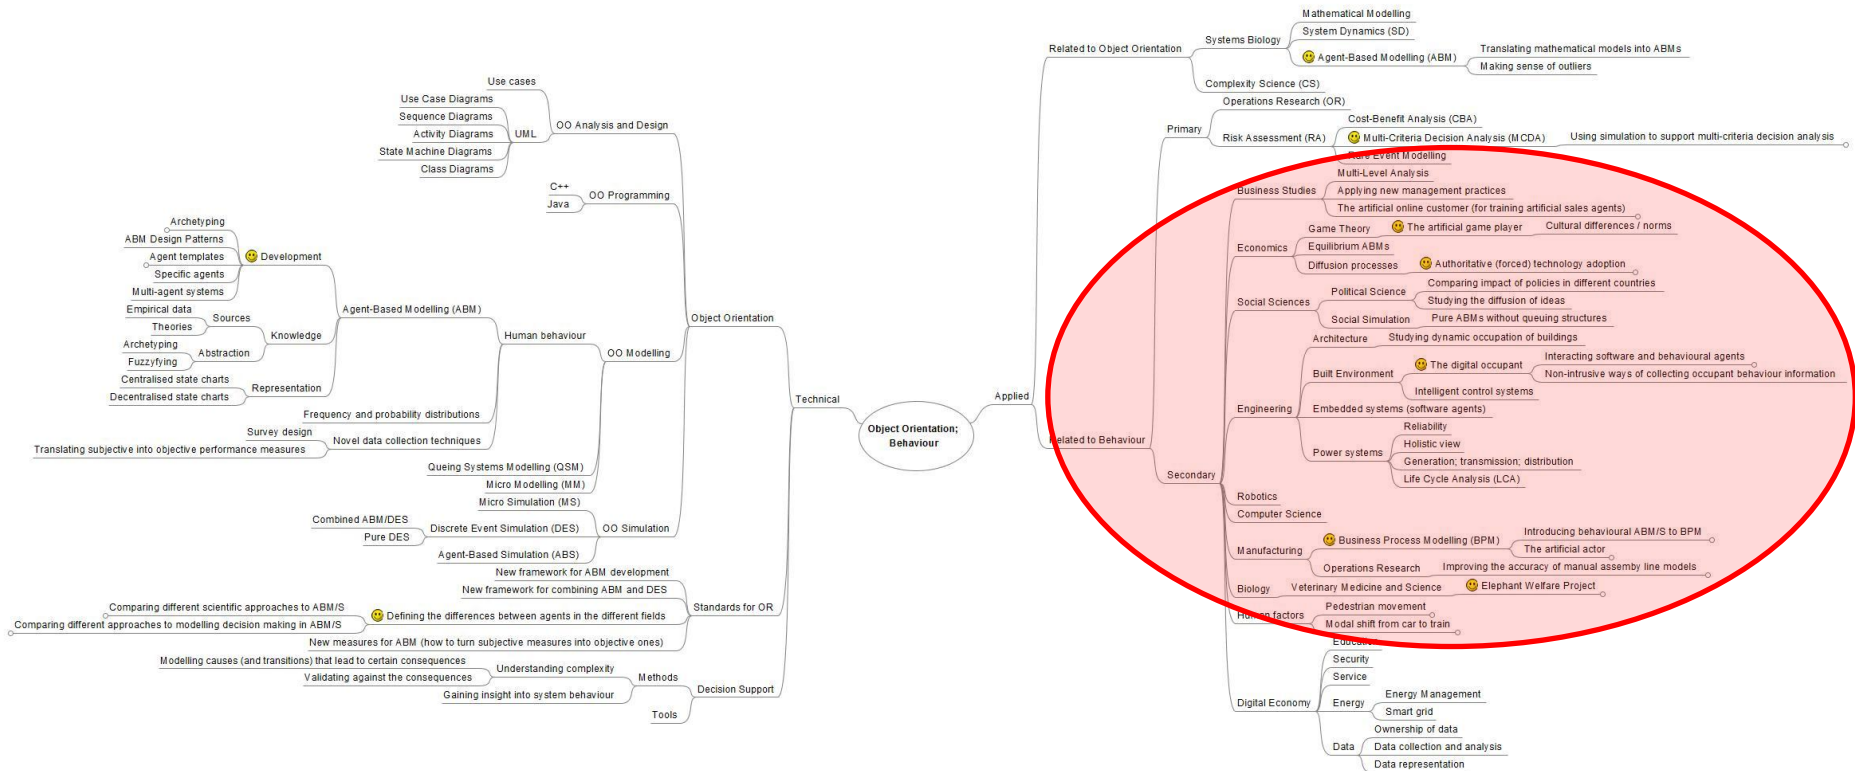 Object Orientation;
Behaviour
Technical
Object Orientation
OO Analysis and Design
Use cases
UML
Use Case Diagrams
Sequence Diagrams
Activity Diagrams
State Machine Diagrams
Class Diagrams
OO Programming
C++
Java
OO Modelling
Human behaviour
Agent-Based Modelling (ABM)
Development
Archetyping
ABM Design Patterns
Agent templates
Specific agents
Multi-agent systems
Knowledge
Sources
Empirical data
Theories
Abstraction
Archetyping
Fuzzyfying
Representation
Centralised state charts
Decentralised state charts
Frequency and probability distributions
Novel data collection techniques
Survey design
Translating subjective into objective performance measures
Queing Systems Modelling (QSM)
Micro Modelling (MM)
OO Simulation
Micro Simulation (MS)
Discrete Event Simulation (DES)
Combined ABM/DES
Pure DES
Agent-Based Simulation (ABS)
Standards for OR
New framework for ABM development
New framework for combining ABM and DES
Defining the differences between agents in the different fields
Comparing different scientific approaches to ABM/S
Comparing different approaches to modelling decision making in ABM/S
New measures for ABM (how to turn subjective measures into objective ones)
Decision Support
Methods
Understanding complexity
Modelling causes (and transitions) that lead to certain consequences
Validating against the consequences
Gaining insight into system behaviour
Tools
Applied
Related to Object Orientation
Systems Biology
Mathematical Modelling
System Dynamics (SD)
Agent-Based Modelling (ABM)
Translating mathematical models into ABMs
Making sense of outliers
Complexity Science (CS)
Related to Behaviour
Primary
Operations Research (OR)
Risk Assessment (RA)
Cost-Benefit Analysis (CBA)
Multi-Criteria Decision Analysis (MCDA)
Using simulation to support multi-criteria decision analysis
Rare Event Modelling
Secondary
Business Studies
Multi-Level Analysis
Applying new management practices
The artificial online customer (for training artificial sales agents)
Economics
Game Theory
The artificial game player
Cultural differences / norms
Equilibrium ABMs
Diffusion processes
Authoritative (forced) technology adoption
Social Sciences
Political Science
Comparing impact of policies in different countries
Studying the diffusion of ideas
Social Simulation
Pure ABMs without queuing structures
Engineering
Architecture
Studying dynamic occupation of buildings
Built Environment
The digital occupant
Interacting software and behavioural agents
Non-intrusive ways of collecting occupant behaviour information
Intelligent control systems
Embedded systems (software agents)
Power systems
Reliability
Holistic view
Generation; transmission; distribution
Life Cycle Analysis (LCA)
Robotics
Computer Science
Manufacturing
Business Process Modelling (BPM)
Introducing behavioural ABM/S to BPM
The artificial actor
Operations Research
Improving the accuracy of manual assemby line models
Biology
Veterinary Medicine and Science
Elephant Welfare Project
Human factors
Pedestrian movement
Modal shift from car to train
Digital Economy
Education
Security
Service
Energy
Energy Management
Smart grid
Data
Ownership of data
Data collection and analysis
Data representation